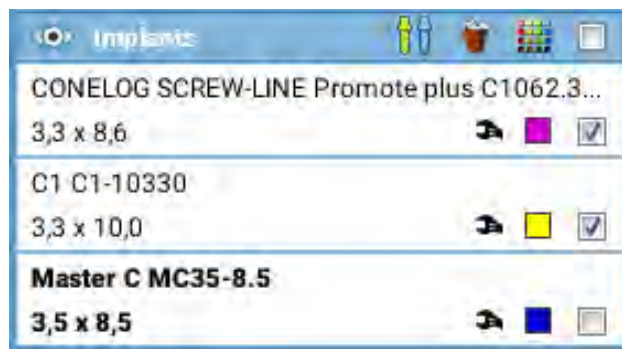 Implants
CONELOG SCREW-LINE Promote plus C1062.3...
3,3 x 8,6
C1 C1-10330
3,3 x 10,0
Master C MC35-8.5
3,5 x 8,5